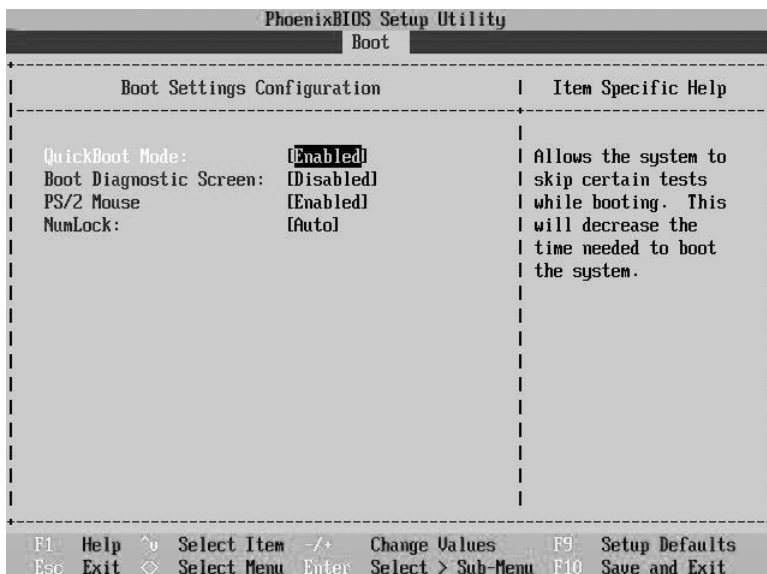 PhoenixBIOS Setup Utility
Boot
Boot Settings Configuration
Item Specific Help
QuickBoot Mode: [Enabled]
Boot Diagnostic Screen: [Disabled]
PS/2 Mouse [Enabled]
NumLock: [Auto]
Allows the system to
skip certain tests
while booting. This
will decrease the
time needed to boot
the system.
F1 Help ^v Select Item -/+ Change Values F9 Setup Defaults
Esc Exit <> Select Menu Enter Select > Sub-Menu F10 Save and Exit